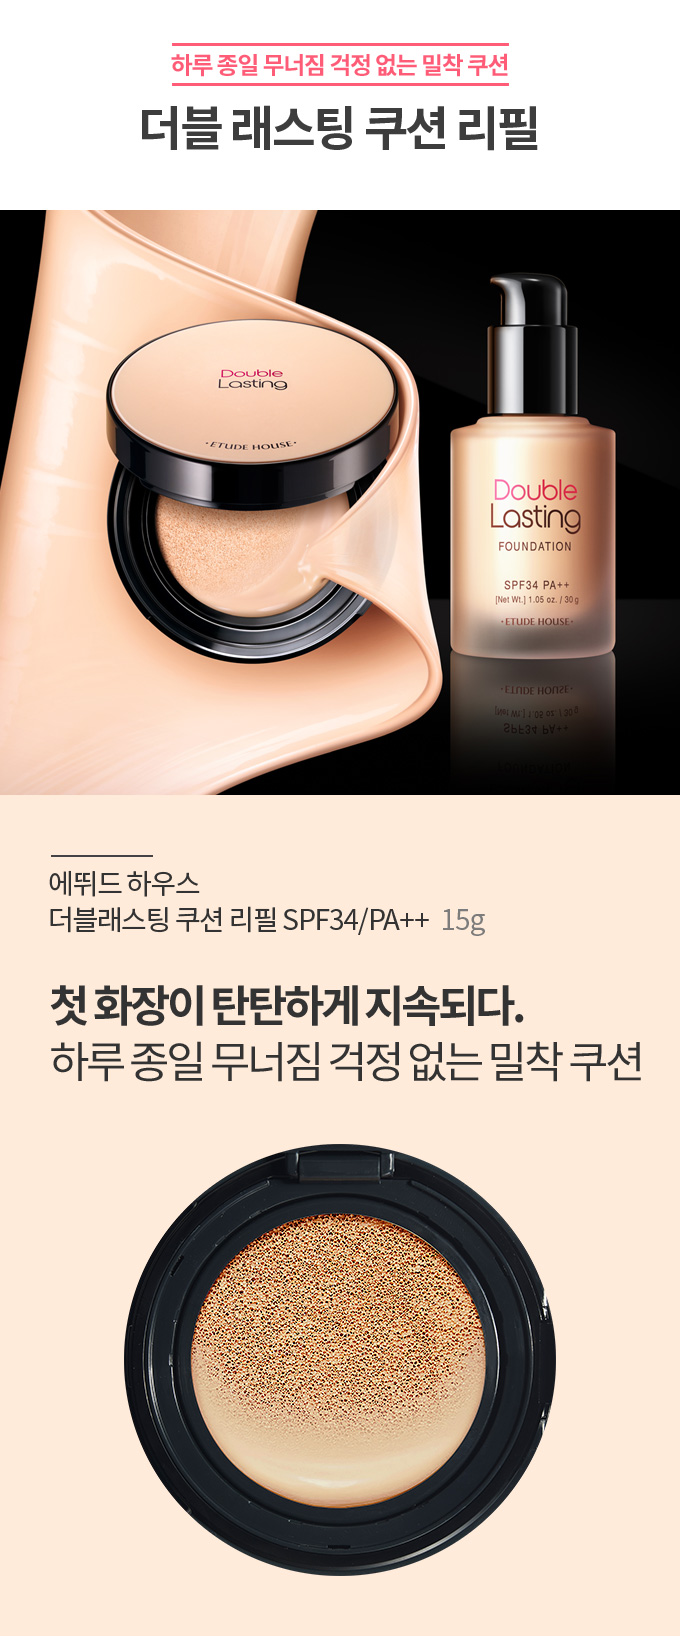 하루 종일 무너짐 걱정 없는 밀착 쿠션
더블 래스팅 쿠션 리필
Double
Lasting
·ETUDE HOUSE·
Double
Lasting
FOUNDATION
SPF34 PA++
[Net Wt.] 1.05 oz. / 30 g
·ETUDE HOUSE·
에뛰드 하우스
더블래스팅 쿠션 리필 SPF34/PA++ 15g
첫 화장이 탄탄하게 지속되다.
하루 종일 무너짐 걱정 없는 밀착 쿠션